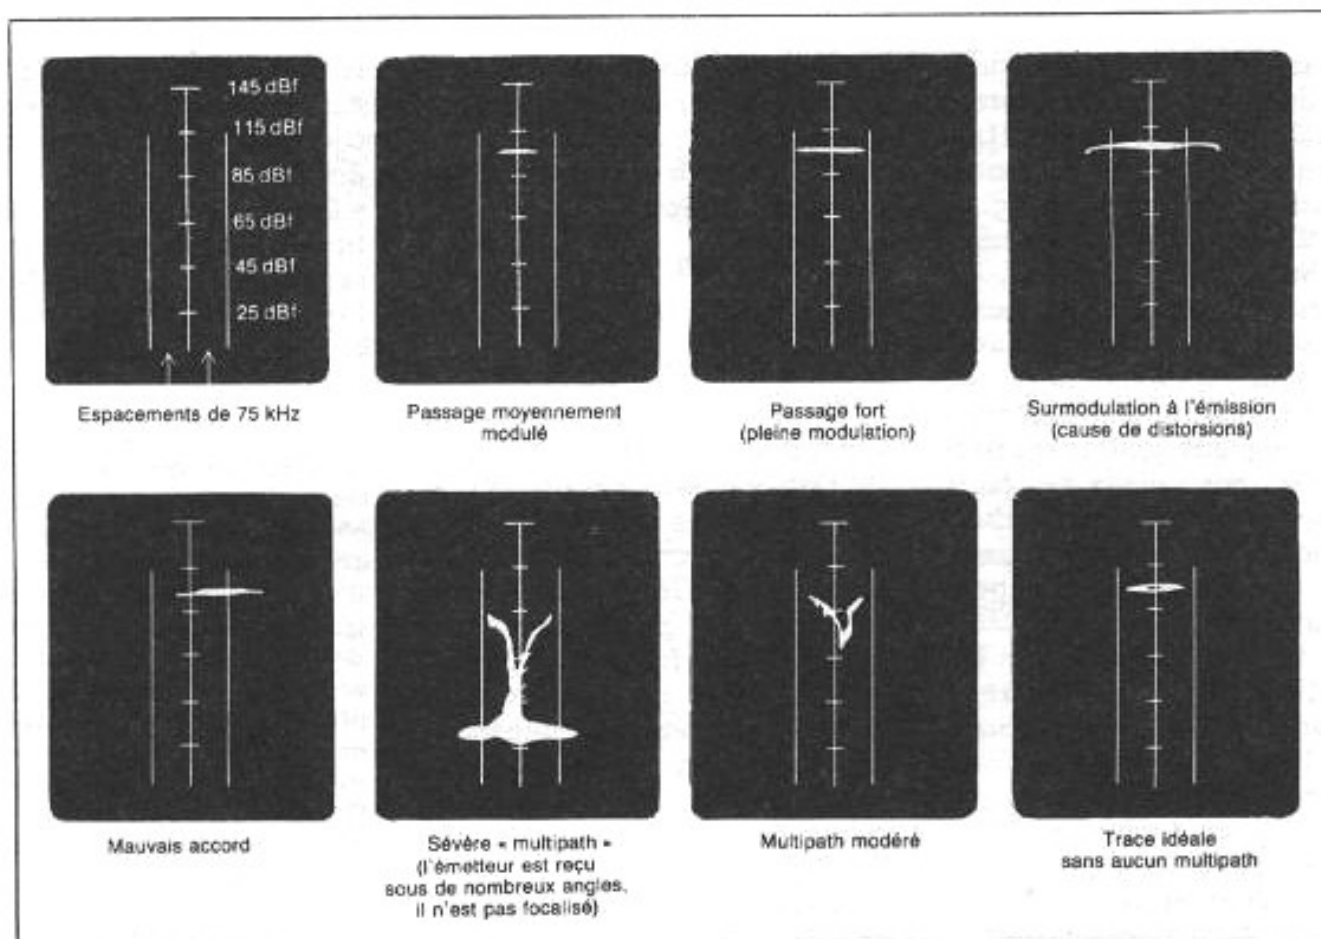 145 dBf
115 dBf
85 dBf
65 dBf
45 dBf
25 dBf
Espacements de 75 kHz
Passage moyennement
modulé
Passage fort
(pleine modulation)
Surmodulation à l'émission
(cause de distorsions)
Mauvais accord
Sévère « multipath »
(l'émetteur est reçu
sous de nombreux angles,
il n'est pas focalisé)
Multipath modéré
Trace idéale
sans aucun multipath